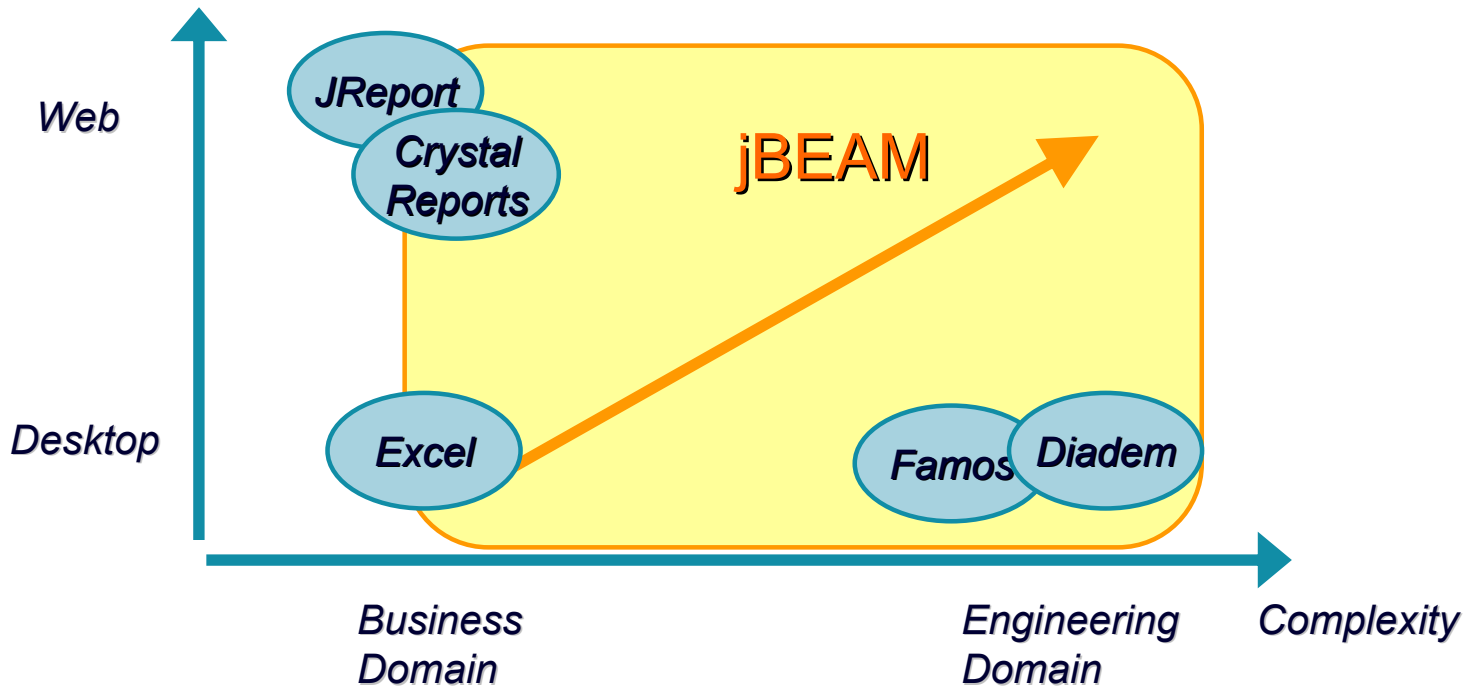 JReport
Web
Crystal
Reports
jBEAM
Desktop
Excel
Famos
Diadem
Business
Domain
Engineering
Domain
Complexity